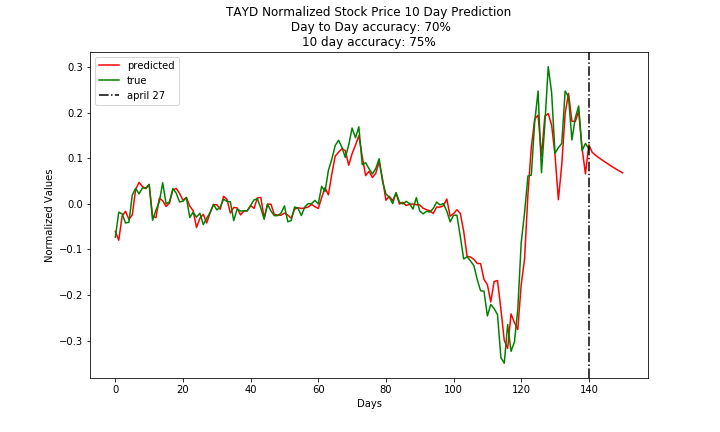 TAYD Normalized Stock Price 10 Day Prediction
Day to Day accuracy: 70%
10 day accuracy: 75%
predicted
true
april 27
Normalized Values
0.3
0.2
0.1
0.0
−0.1
−0.2
−0.3
0 20 40 60 80 100 120 140
Days